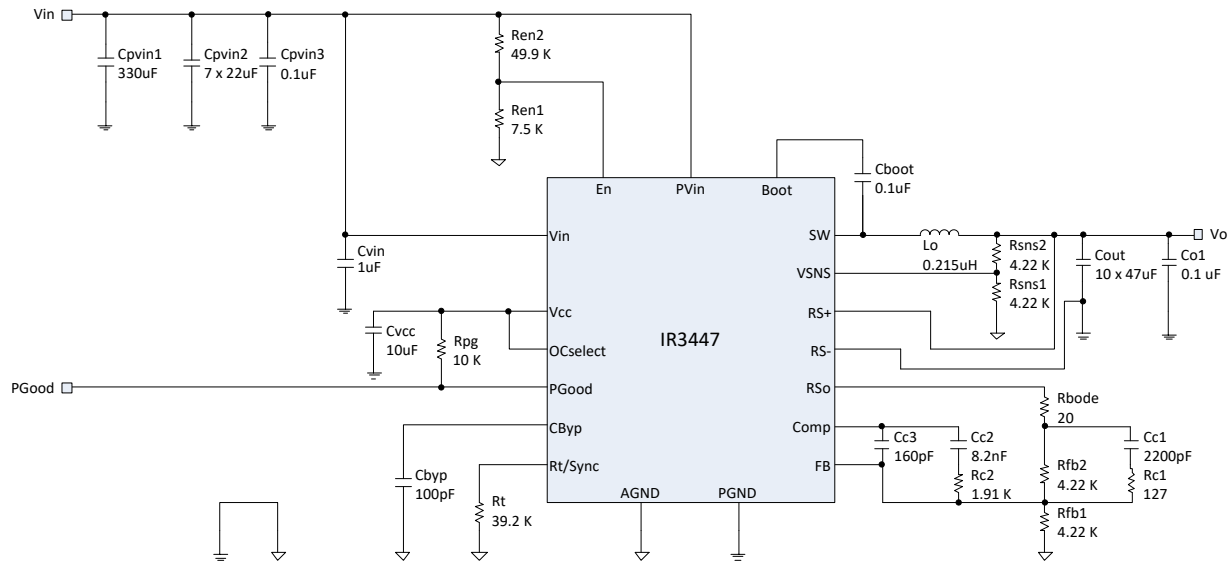 Vin
Cpvin1
330uF
Cpvin2
7 x 22uF
Cpvin3
0.1uF
Ren2
49.9 K
Ren1
7.5 K
Cboot
0.1uF
En
PVin
Boot
Vin
Cvin
1uF
SW
Lo
0.215uH
Rsns2
4.22 K
Rsns1
4.22 K
Cout
10 x 47uF
Co1
0.1 uF
Vo
VSNS
Vcc
Cvcc
10uF
Rpg
10 K
OCselect
IR3447
RS+
RS-
PGood
PGood
RSo
Rbode
20
CByp
Cbyp
100pF
Comp
Cc3
160pF
Cc2
8.2nF
Rc2
1.91 K
Cc1
2200pF
Rc1
127
Rfb2
4.22 K
Rfb1
4.22 K
Rt/Sync
Rt
39.2 K
FB
AGND
PGND